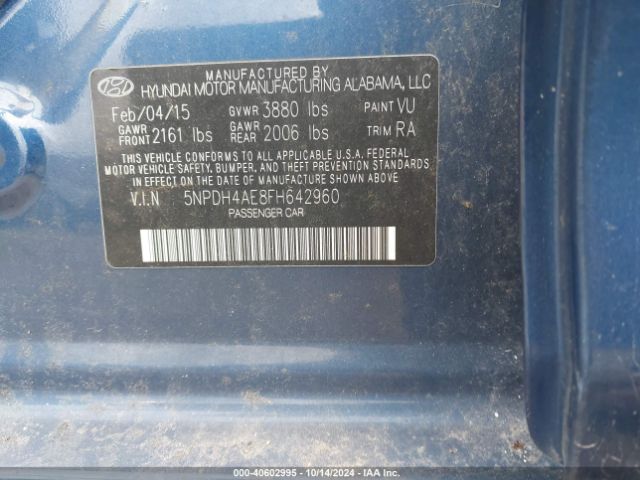 MANUFACTURED BY
HYUNDAI MOTOR MANUFACTURING ALABAMA, LLC
Feb/04/15 GVWR 3880 lbs PAINT VU
GAWR FRONT 2161 lbs GAWR REAR 2006 lbs TRIM RA
THIS VEHICLE CONFORMS TO ALL APPLICABLE U.S.A. FEDERAL
MOTOR VEHICLE SAFETY, BUMPER, AND THEFT PREVENTION STANDARDS
IN EFFECT ON THE DATE OF MANUFACTURE SHOWN ABOVE
V.I.N 5NPDH4AE8FH642960
PASSENGER CAR
000-40602995 - 10/14/2024 - IAA Inc.